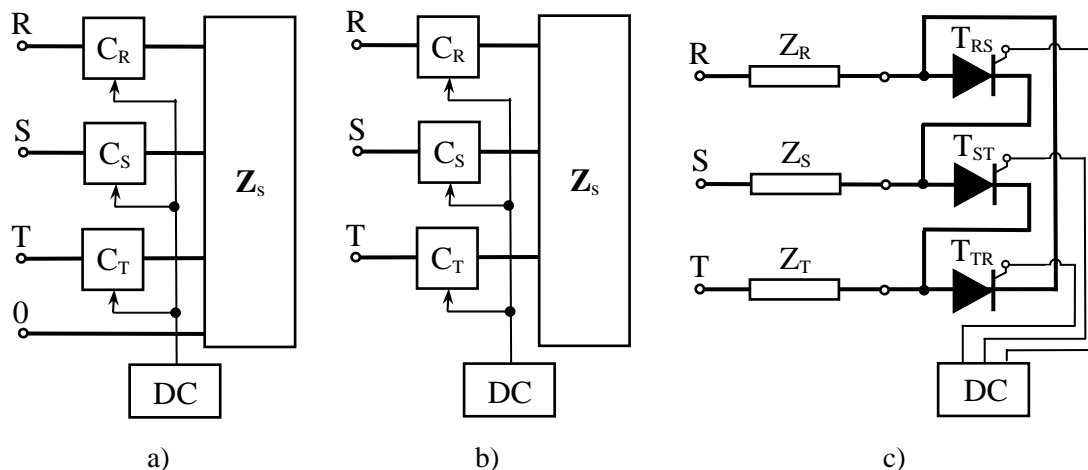 R
C_R
S
C_S
T
C_T
0
Z_s
DC
a)
R
C_R
S
C_S
T
C_T
Z_s
DC
b)
R
Z_R
T_RS
S
Z_S
T_ST
T
Z_T
T_TR
DC
c)